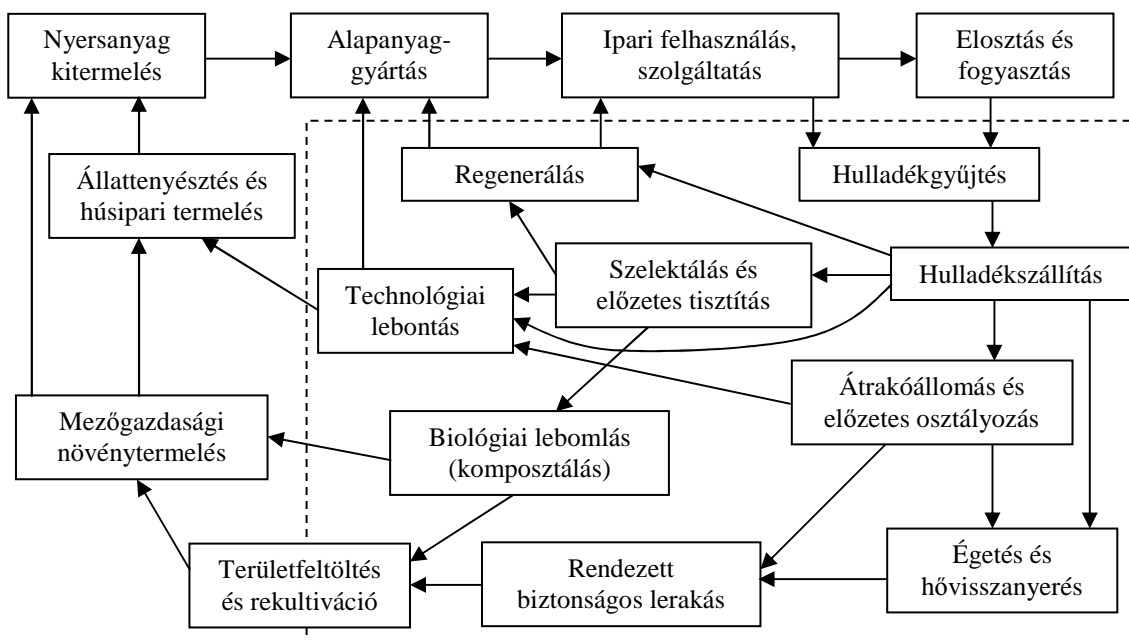 Nyersanyag
kitermelés
Alapanyag-
gyártás
Ipari felhasználás,
szolgáltatás
Elosztás és
fogyasztás
Állattenyésztés és
húsipari termelés
Regenerálás
Hulladékgyűjtés
Technológiai
lebontás
Szelektálás és
előzetes tisztítás
Hulladékszállítás
Mezőgazdasági
növénytermelés
Biológiai lebomlás
(komposztálás)
Átrakóállomás és
előzetes osztályozás
Területfeltöltés
és rekultiváció
Rendezett
biztonságos lerakás
Égetés és
hővisszanyerés